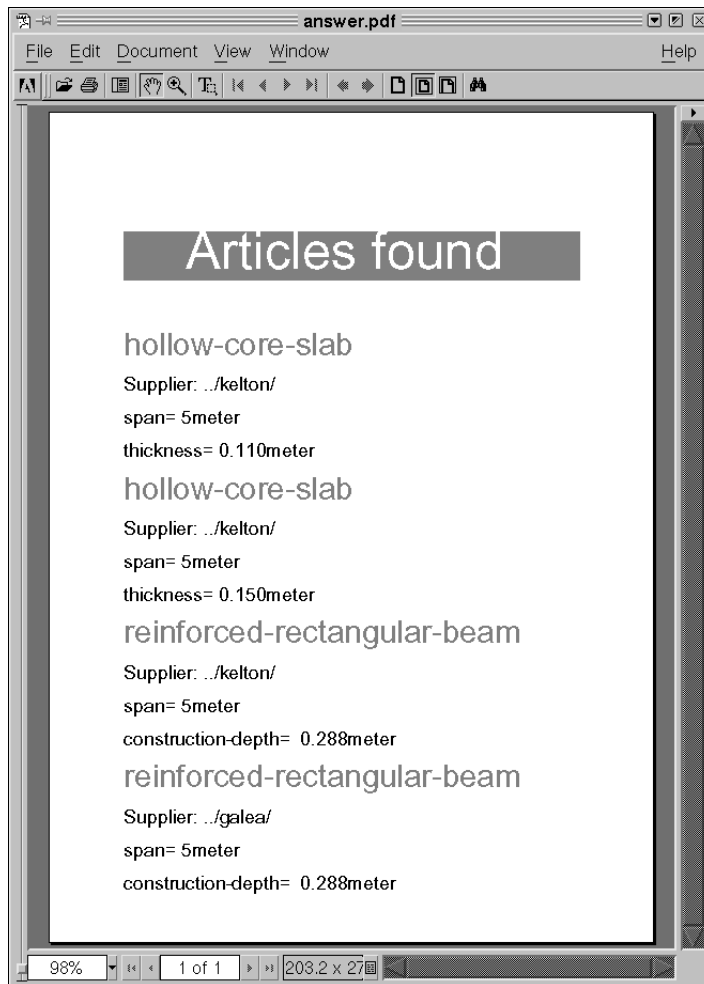 answer.pdf
File Edit Document View Window Help
Articles found
hollow-core-slab
Supplier: ../kelton/
span= 5meter
thickness= 0.110meter
hollow-core-slab
Supplier: ../kelton/
span= 5meter
thickness= 0.150meter
reinforced-rectangular-beam
Supplier: ../kelton/
span= 5meter
construction-depth= 0.288meter
reinforced-rectangular-beam
Supplier: ../galea/
span= 5meter
construction-depth= 0.288meter
98% 1 of 1 203.2 x 27